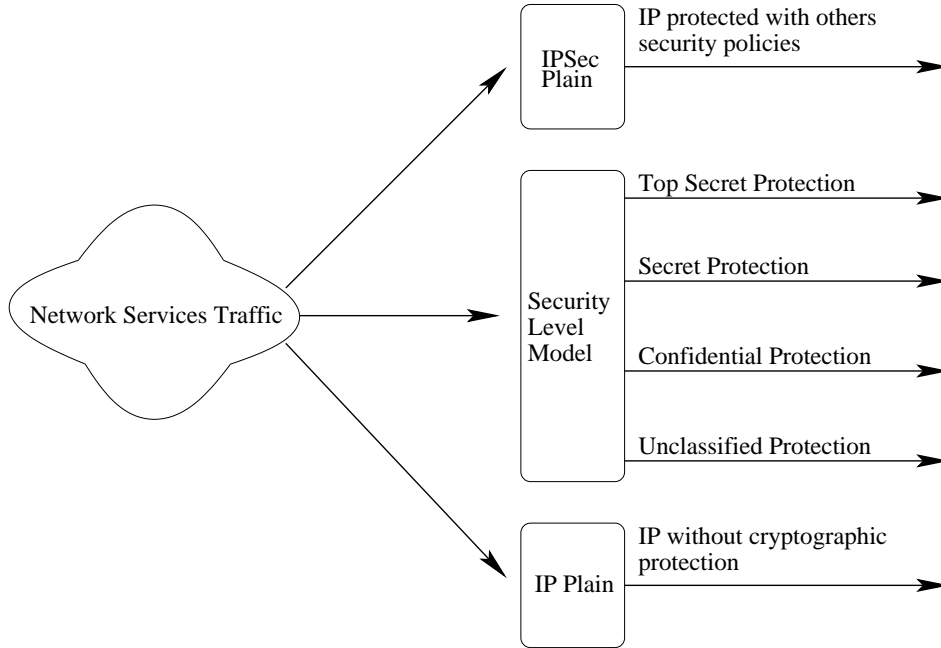 IP protected with others
security policies
IPSec
Plain
Top Secret Protection
Secret Protection
Network Services Traffic
Security
Level
Model
Confidential Protection
Unclassified Protection
IP without cryptographic
protection
IP Plain